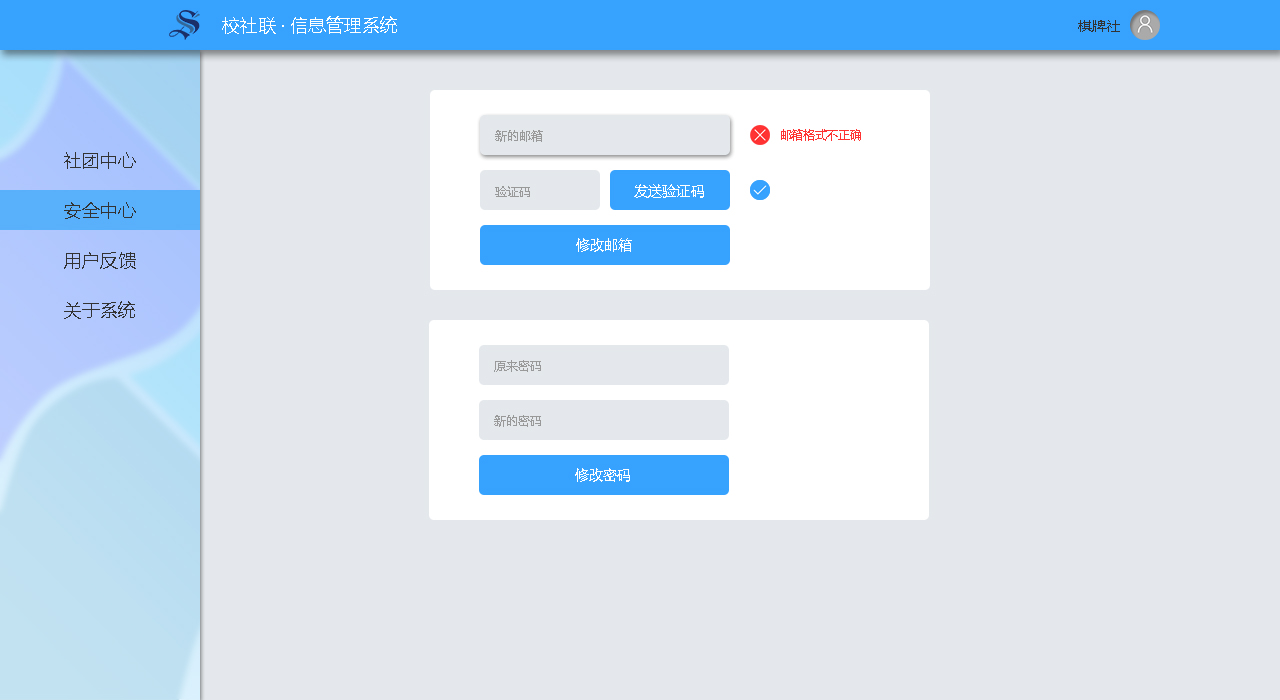 校社联 · 信息管理系统
棋牌社
社团中心
安全中心
用户反馈
关于系统
新的邮箱
邮箱格式不正确
验证码
发送验证码
修改邮箱
原来密码
新的密码
修改密码